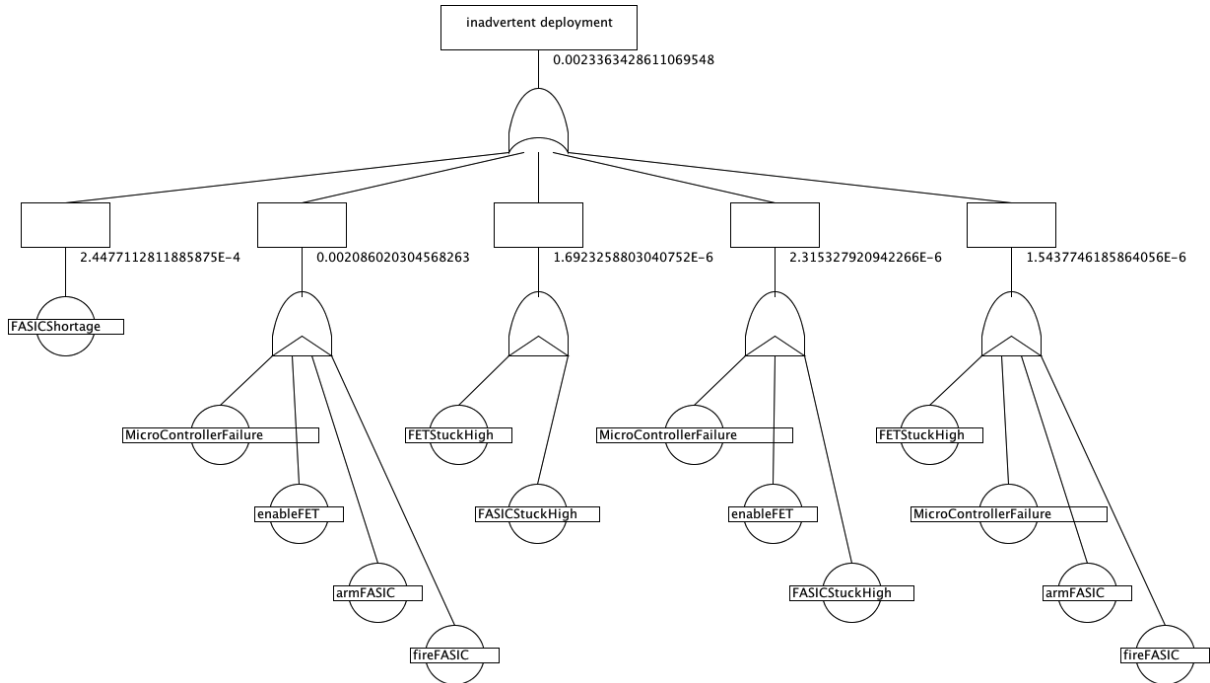 inadvertent deployment
0.0023363428611069548
2.4477112811885875E-4
0.002086020304568263
1.6923258803040752E-6
2.315327920942266E-6
1.5437746185864056E-6
FASICShortage
MicroControllerFailure
FETStuckHigh
MicroControllerFailure
FETStuckHigh
enableFET
FASICStuckHigh
enableFET
MicroControllerFailure
armFASIC
FASICStuckHigh
armFASIC
fireFASIC
fireFASIC